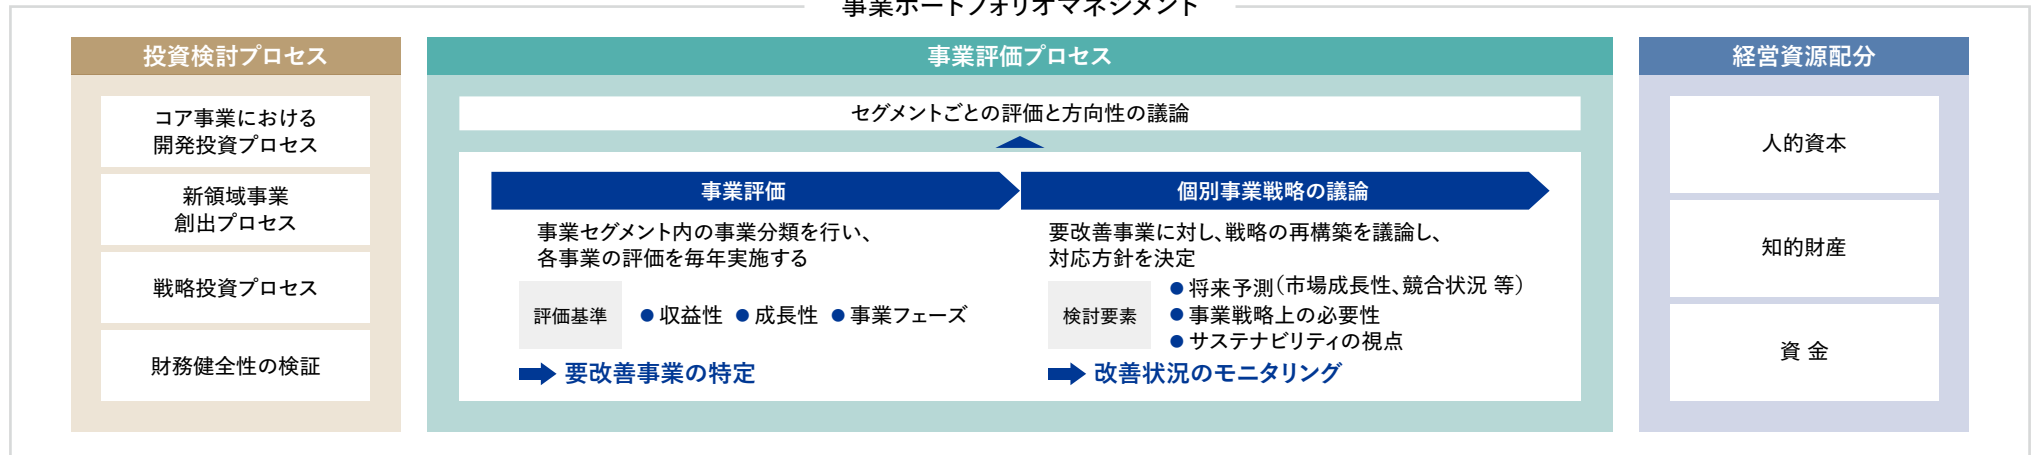 事業ポートフォリオマネジメント
投資検討プロセス
コア事業における
開発投資プロセス
新領域事業
創出プロセス
戦略投資プロセス
財務健全性の検証
事業評価プロセス
セグメントごとの評価と方向性の議論
事業評価
事業セグメント内の事業分類を行い、
各事業の評価を毎年実施する
評価基準
●収益性 ●成長性 ●事業フェーズ
要改善事業の特定
個別事業戦略の議論
要改善事業に対し、戦略の再構築を議論し、
対応方針を決定
検討要素
●将来予測(市場成長性、競合状況 等)
●事業戦略上の必要性
●サステナビリティの視点
改善状況のモニタリング
経営資源配分
人的資本
知的財産
資 金